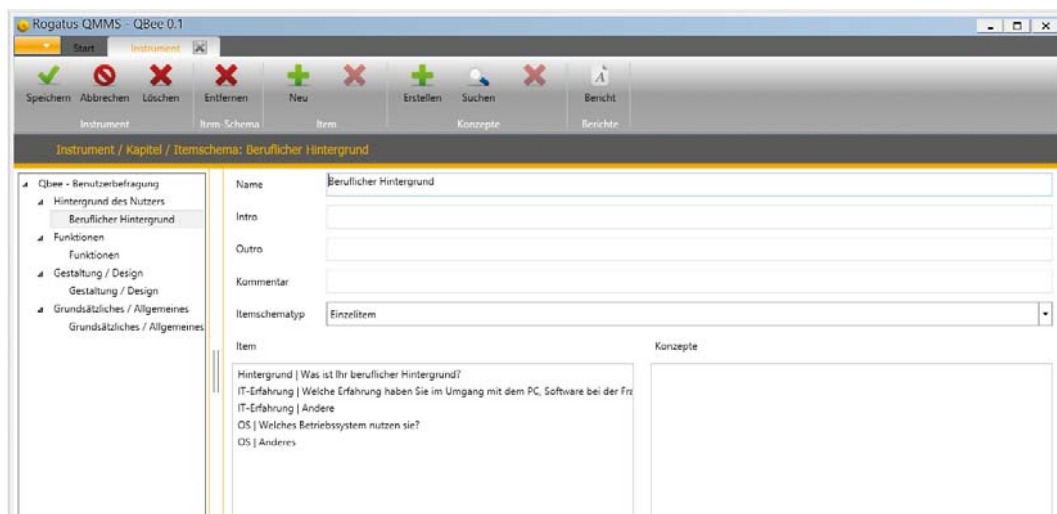 Rogatus QMMS - QBee 0.1
Start Instrument
Speichern Abbrechen Löschen Entfernen Neu Erstellen Suchen Bericht
Instrument Item-Schema Item Konzepte Berichte
Instrument / Kapitel / Itemschema: Beruflicher Hintergrund
Qbee - Benutzerbefragung
Hintergrund des Nutzers
Beruflicher Hintergrund
Funktionen
Funktionen
Gestaltung / Design
Gestaltung / Design
Grundsätzliches / Allgemeines
Grundsätzliches / Allgemeines
Name Beruflicher Hintergrund
Intro
Outro
Kommentar
Itemschematyp Einzelitem
Item Konzepte
Hintergrund | Was ist Ihr beruflicher Hintergrund?
IT-Erfahrung | Welche Erfahrung haben Sie im Umgang mit dem PC, Software bei der Fra
IT-Erfahrung | Andere
OS | Welches Betriebssystem nutzen sie?
OS | Anderes